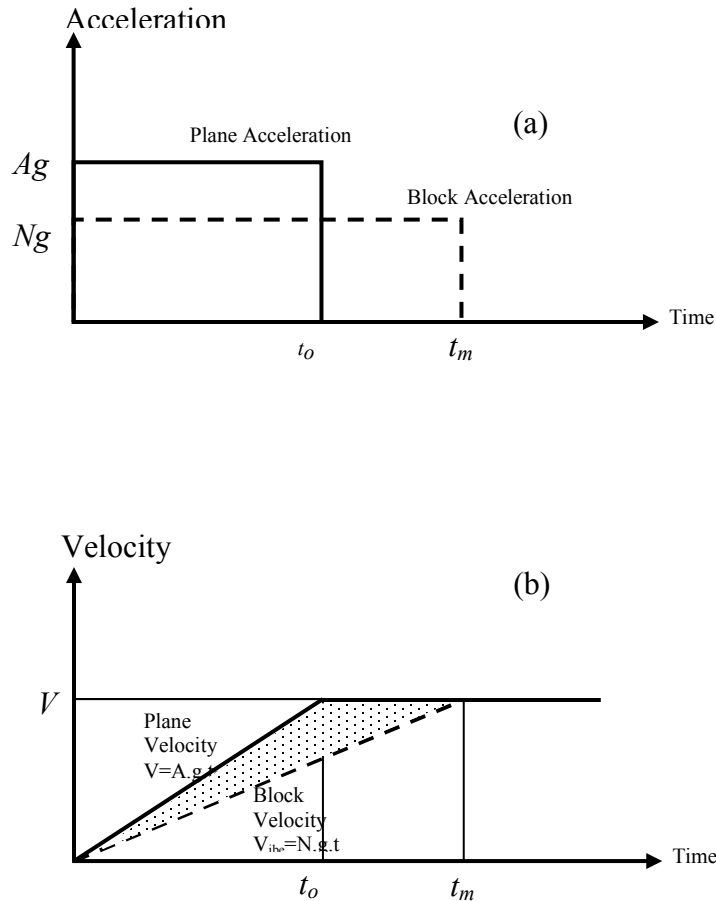 Acceleration
(a)
Plane Acceleration
Ag
Block Acceleration
Ng
Time
to
tm
Velocity
(b)
V
Plane
Velocity
V=A.g.t
Block
Velocity
=N.g.t
Time
to
tm